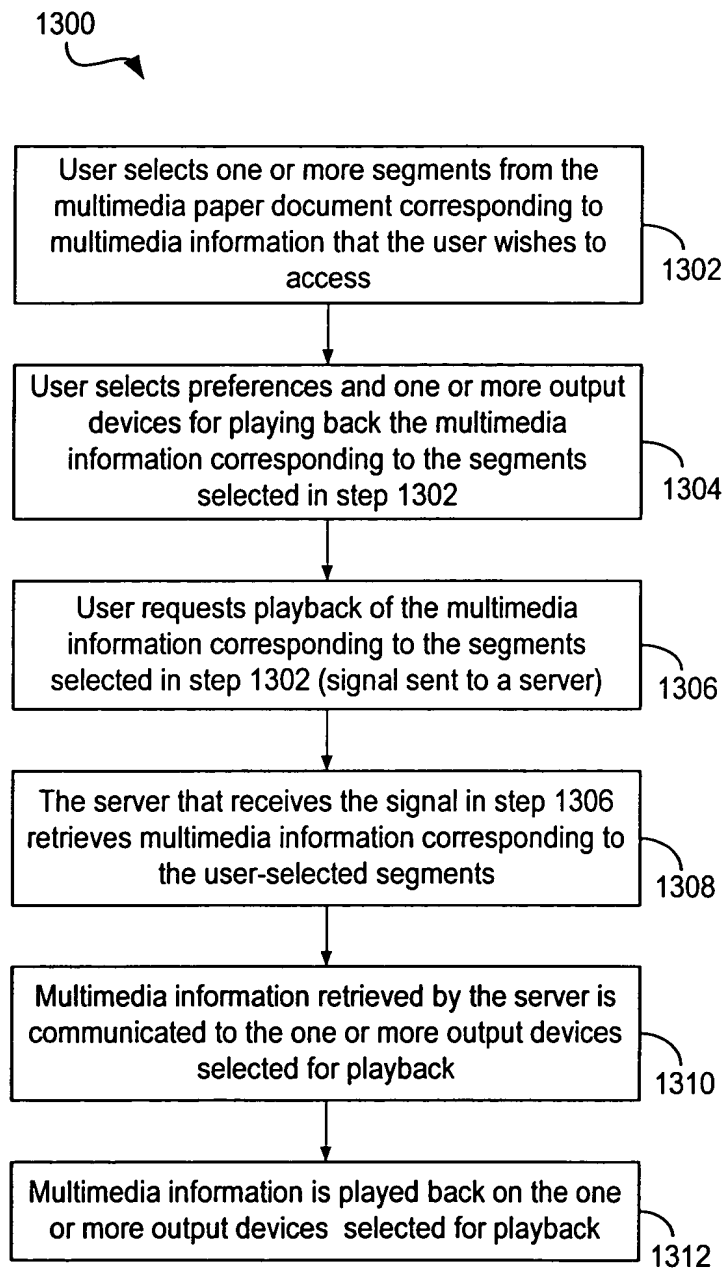 1300
User selects one or more segments from the
multimedia paper document corresponding to
multimedia information that the user wishes to
access
1302
User selects preferences and one or more output
devices for playing back the multimedia
information corresponding to the segments
selected in step 1302
1304
User requests playback of the multimedia
information corresponding to the segments
selected in step 1302 (signal sent to a server)
1306
The server that receives the signal in step 1306
retrieves multimedia information corresponding to
the user-selected segments
1308
Multimedia information retrieved by the server is
communicated to the one or more output devices
selected for playback
1310
Multimedia information is played back on the one
or more output devices selected for playback
1312